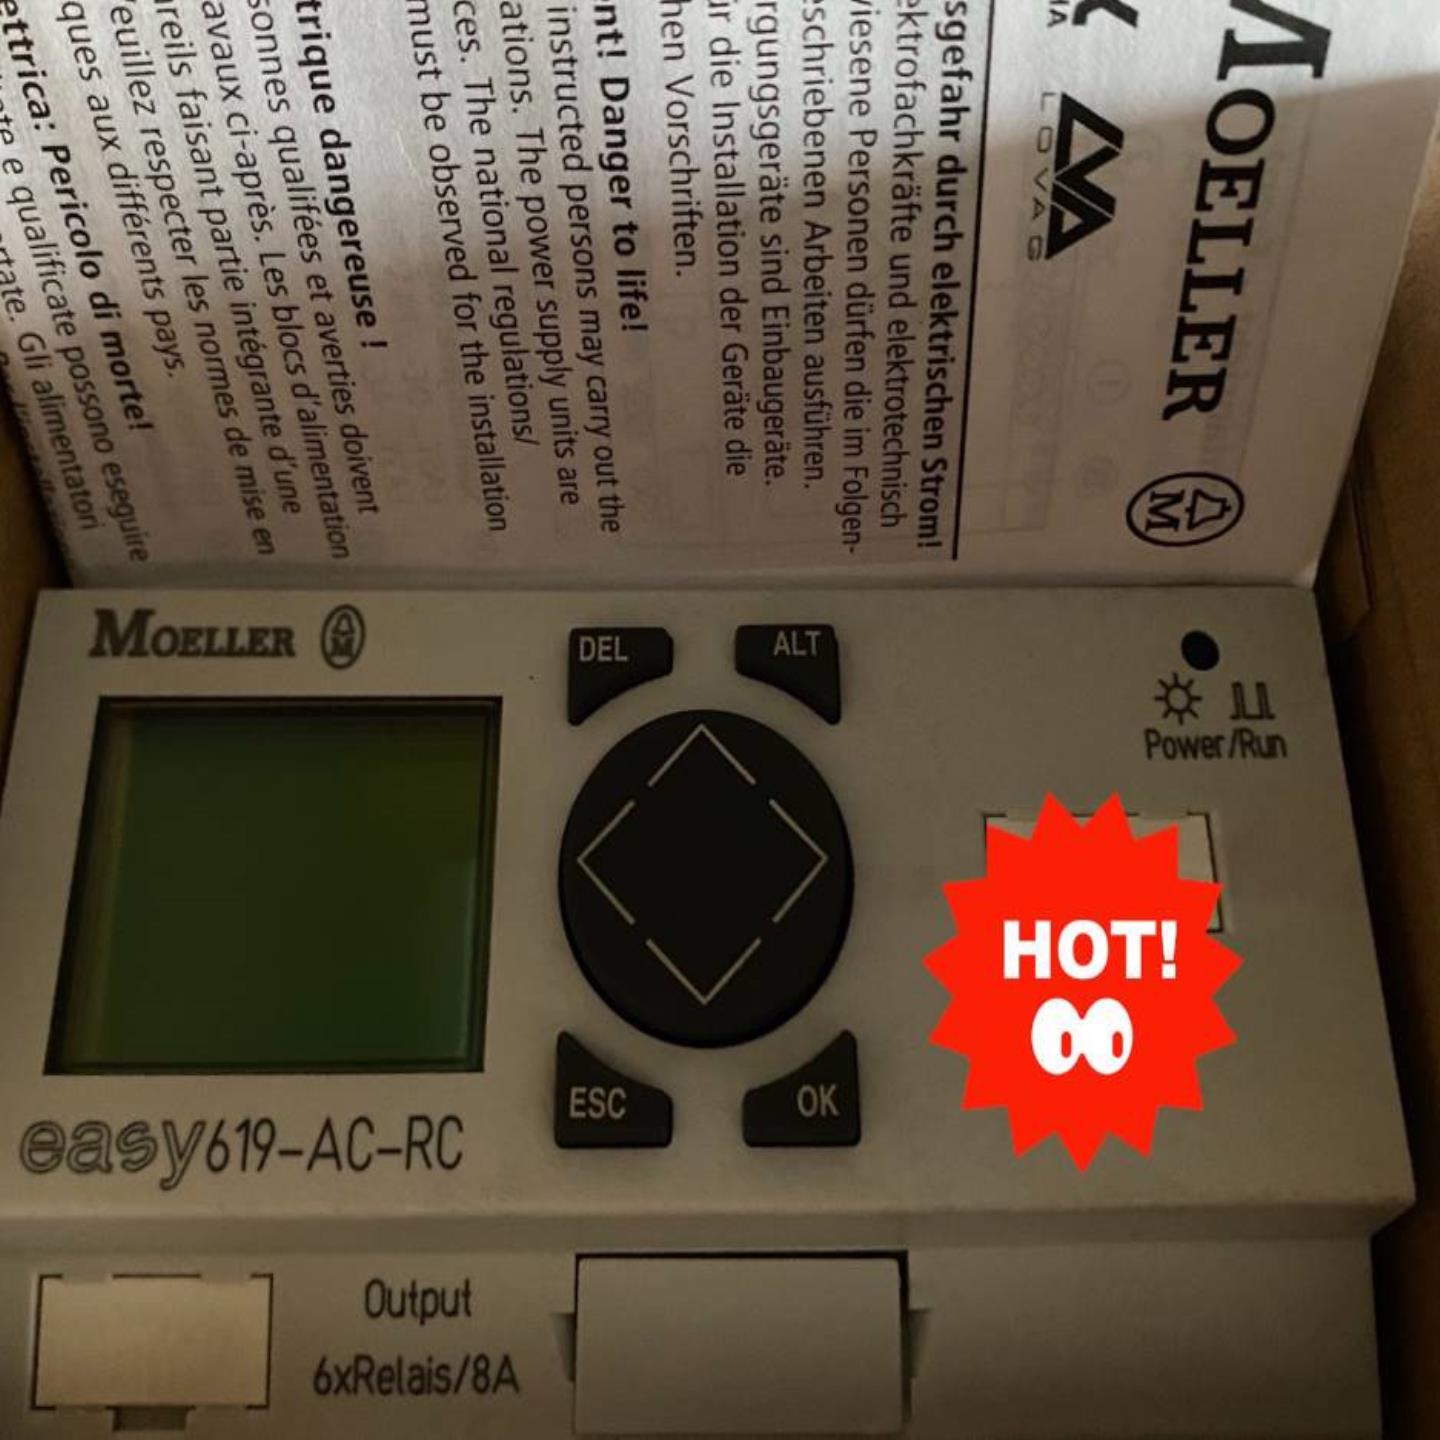 MOELLER
LOVAG
sgefahr durch elektrischen Strom!
ektrofachkräfte und elektrotechnisch
viesene Personen dürfen die im Folgen-
eschriebenen Arbeiten ausführen.
rgungsgeräte sind Einbaugeräte.
ür die Installation der Geräte die
hen Vorschriften.
ent! Danger to life!
instructed persons may carry out the
ations. The power supply units are
ces. The national regulations/
must be observed for the installation
trique dangereuse !
sonnes qualifées et averties doivent
avaux ci-après. Les blocs d'alimentation
areils faisant partie intégrante d'une
Veuillez respecter les normes de mise en
ques aux différents pays.
ettrica: Pericolo di morte!
e qualificate possono eseguire
rtate. Gli alimentatori
MOELLER
DEL
ALT
Power/Run
HOT!
ESC
OK
easy619-AC-RC
Output
6xRelais/8A